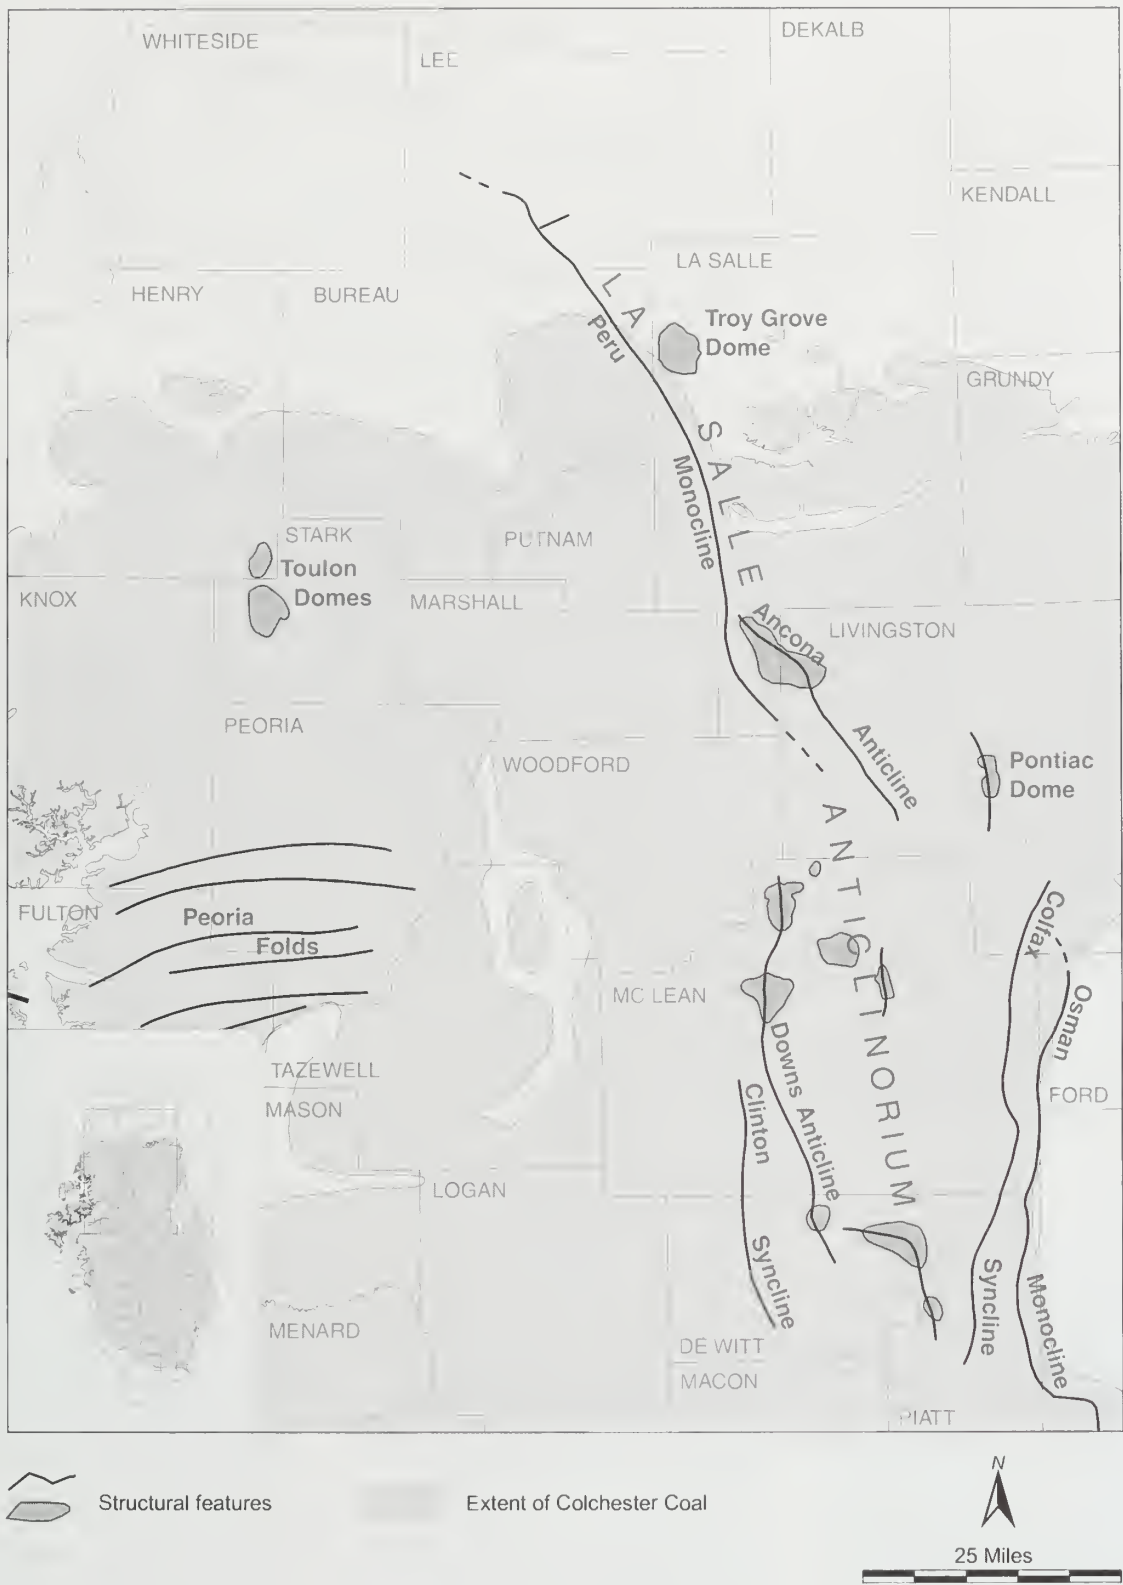 WHITESIDE
LEE
DEKALB
KENDALL
LA SALLE
HENRY
BUREAU
LA SALLE ANTICLINORIUM
Peru Monocline
Troy Grove
Dome
GRUNDY
STARK
PUTNAM
Toulon
Domes
KNOX
MARSHALL
Ancona Anticline
LIVINGSTON
PEORIA
WOODFORD
Pontiac
Dome
FULTON
Peoria
Folds
MC LEAN
Colfax Syncline
Osman Monocline
Downs Anticline
Clinton Syncline
TAZEWELL
MASON
FORD
LOGAN
MENARD
DE WITT
MACON
PIATT
Structural features
Extent of Colchester Coal
N
25 Miles